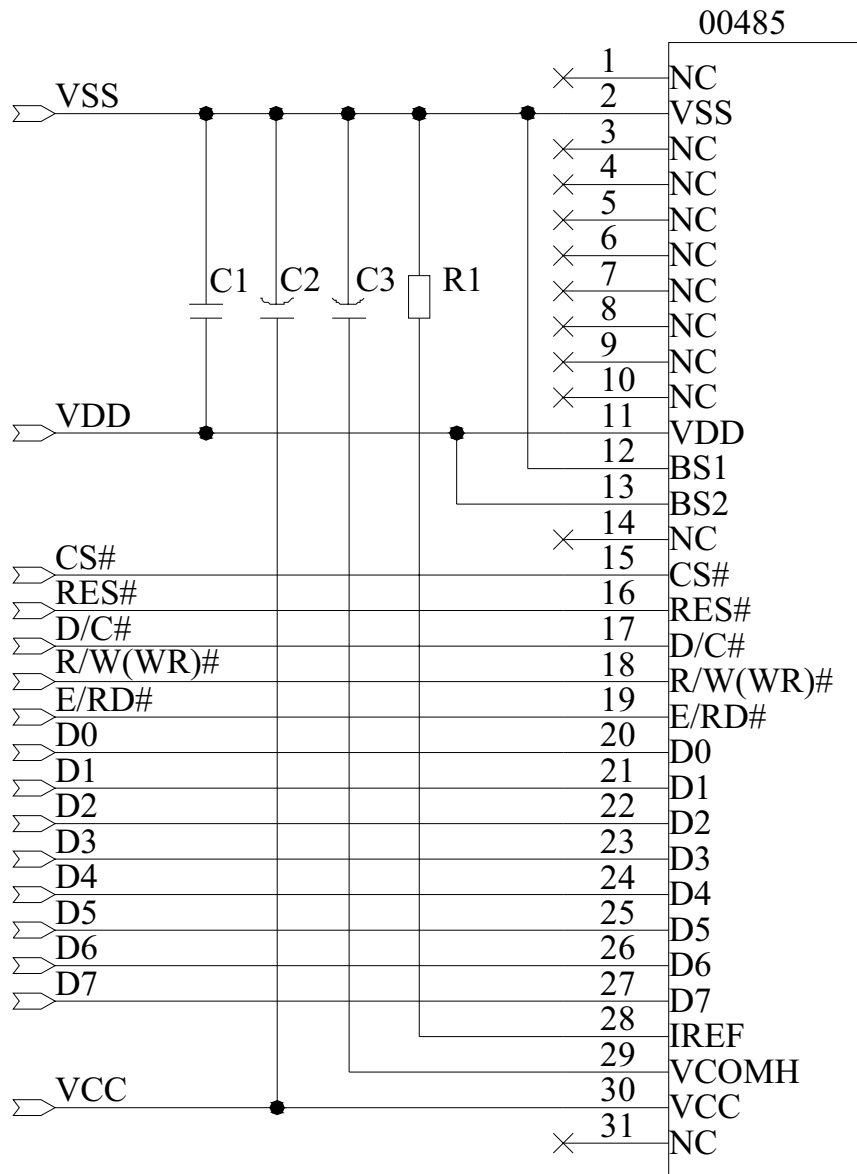 00485
1 NC
VSS 2 VSS
3 NC
4 NC
5 NC
6 NC
7 NC
C1 C2 C3 R1
8 NC
9 NC
10 NC
VDD 11 VDD
12 BS1
13 BS2
14 NC
CS# 15 CS#
RES# 16 RES#
D/C# 17 D/C#
R/W(WR)# 18 R/W(WR)#
E/RD# 19 E/RD#
D0 20 D0
D1 21 D1
D2 22 D2
D3 23 D3
D4 24 D4
D5 25 D5
D6 26 D6
D7 27 D7
28 IREF
29 VCOMH
VCC 30 VCC
31 NC